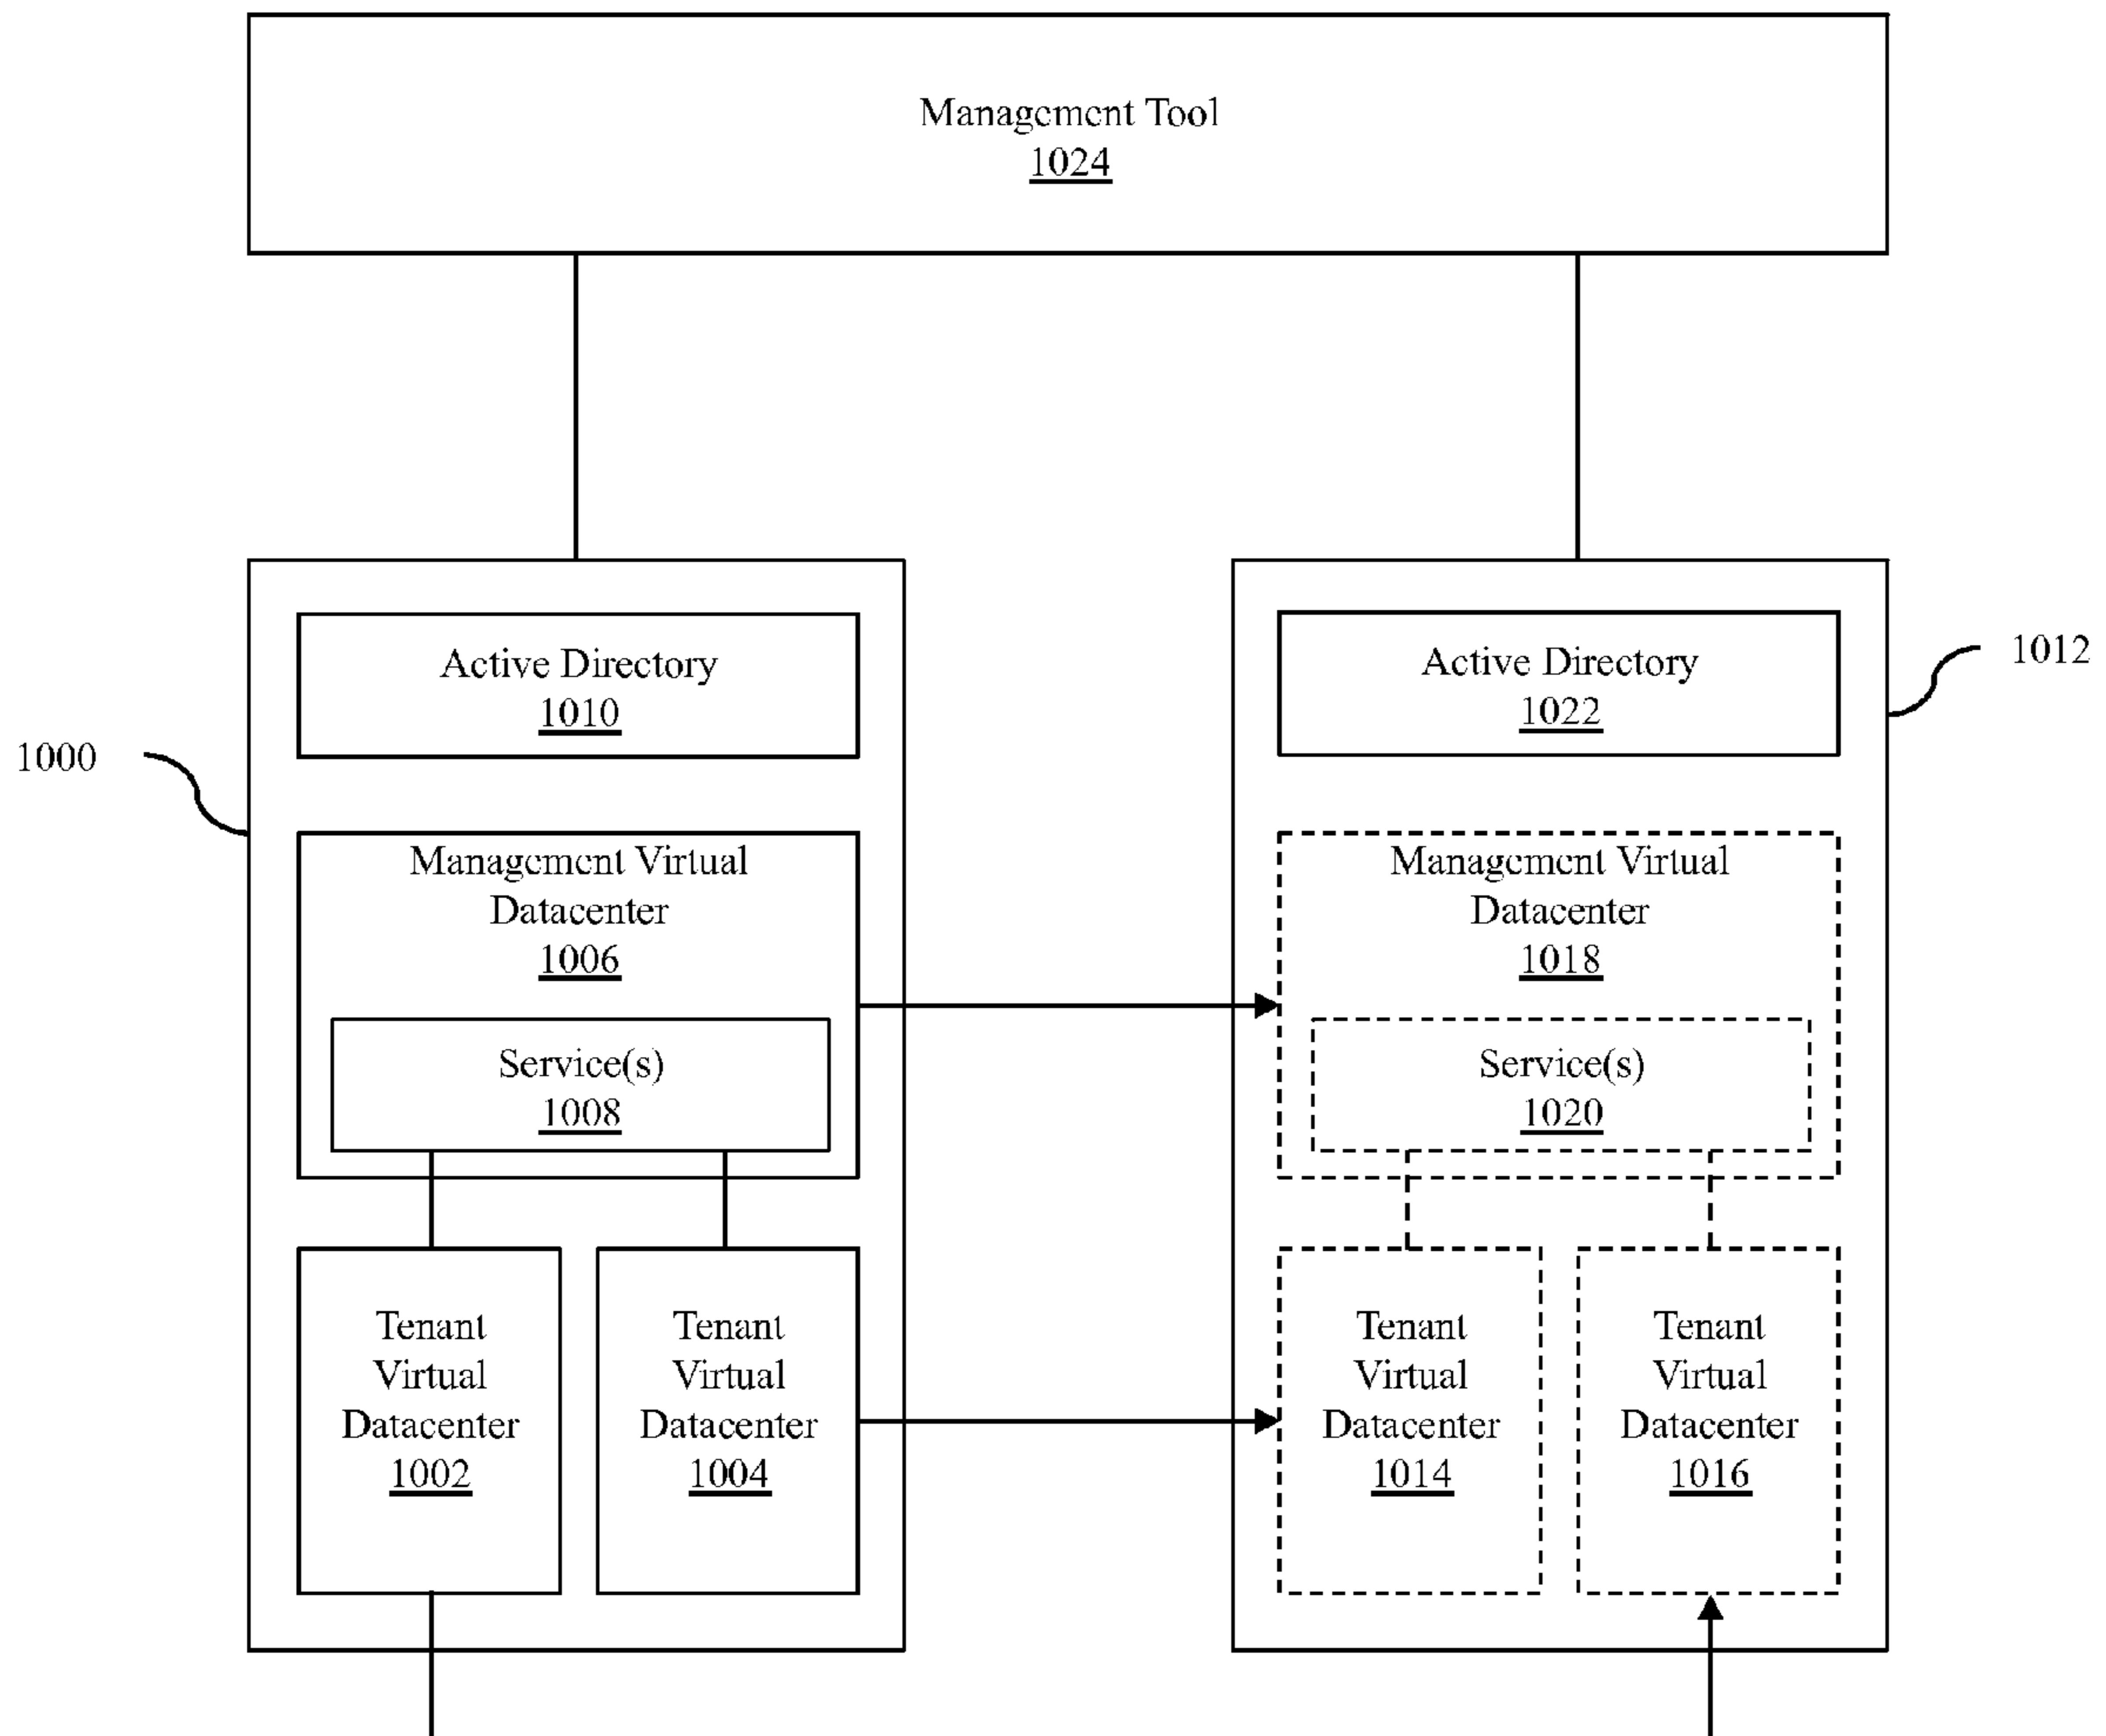 Management Tool
1024
Active Directory
1010
Active Directory
1022
1012
1000
Management Virtual
Datacenter
1006
Management Virtual
Datacenter
1018
Service(s)
1008
Service(s)
1020
Tenant
Virtual
Datacenter
1002
Tenant
Virtual
Datacenter
1004
Tenant
Virtual
Datacenter
1014
Tenant
Virtual
Datacenter
1016